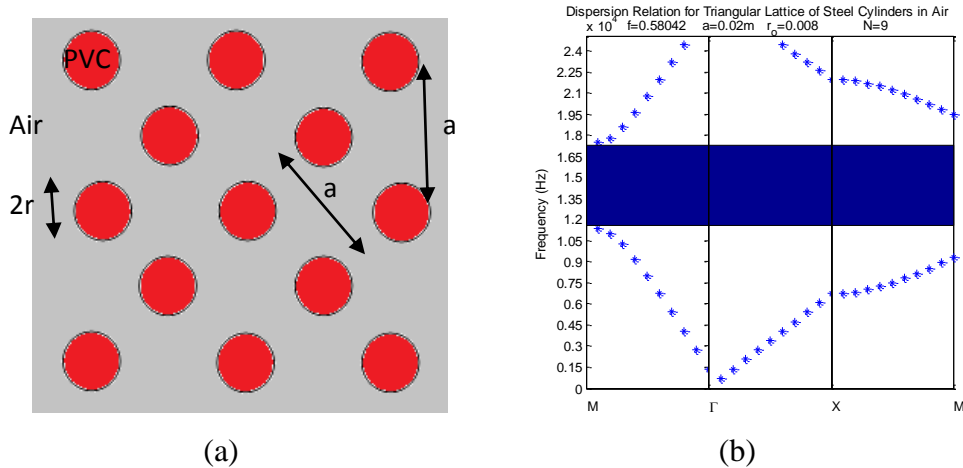 PVC
Air
a
a
2r
(a)
Dispersion Relation for Triangular Lattice of Steel Cylinders in Air
x 10⁴ f=0.58042 a=0.02m r_o=0.008 N=9
Frequency (Hz)
2.4
2.25
2.1
1.95
1.8
1.65
1.5
1.35
1.2
1.05
0.9
0.75
0.6
0.45
0.3
0.15
0
M Γ X M
(b)